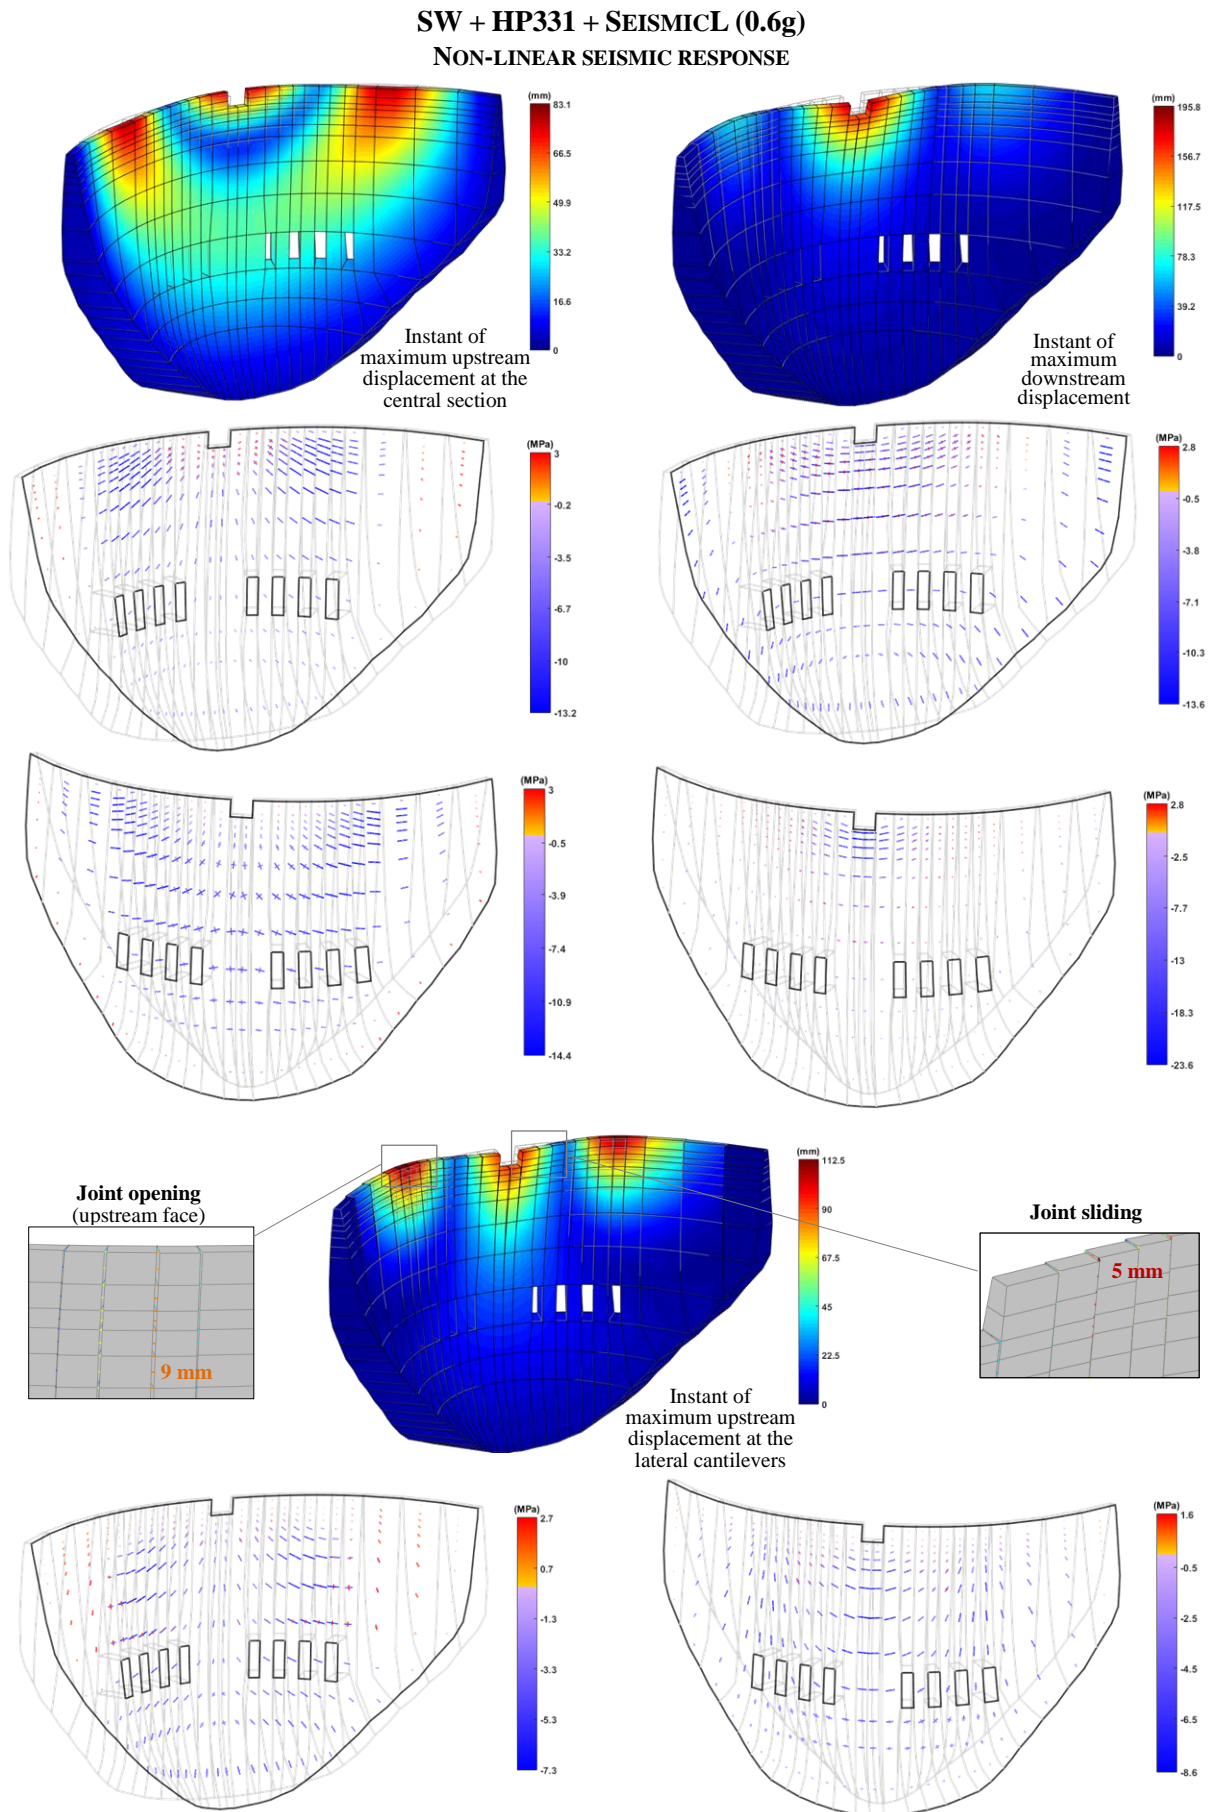 SW + HP331 + SEISMICL (0.6g)
NON-LINEAR SEISMIC RESPONSE
(mm)
83.1
66.5
49.9
33.2
16.6
0
Instant of
maximum upstream
displacement at the
central section
(mm)
195.8
156.7
117.5
78.3
39.2
0
Instant of
maximum
downstream
displacement
(MPa)
3
-0.2
-3.5
-6.7
-10
-13.2
(MPa)
2.8
-0.5
-3.8
-7.1
-10.3
-13.6
(MPa)
3
-0.5
-3.9
-7.4
-10.9
-14.4
(MPa)
2.8
-2.5
-7.7
-13
-18.3
-23.6
Joint opening
(upstream face)
9 mm
(mm)
112.5
90
67.5
45
22.5
0
Instant of
maximum upstream
displacement at the
lateral cantilevers
Joint sliding
5 mm
(MPa)
2.7
0.7
-1.3
-3.3
-5.3
-7.3
(MPa)
1.6
-0.5
-2.5
-4.5
-6.5
-8.6